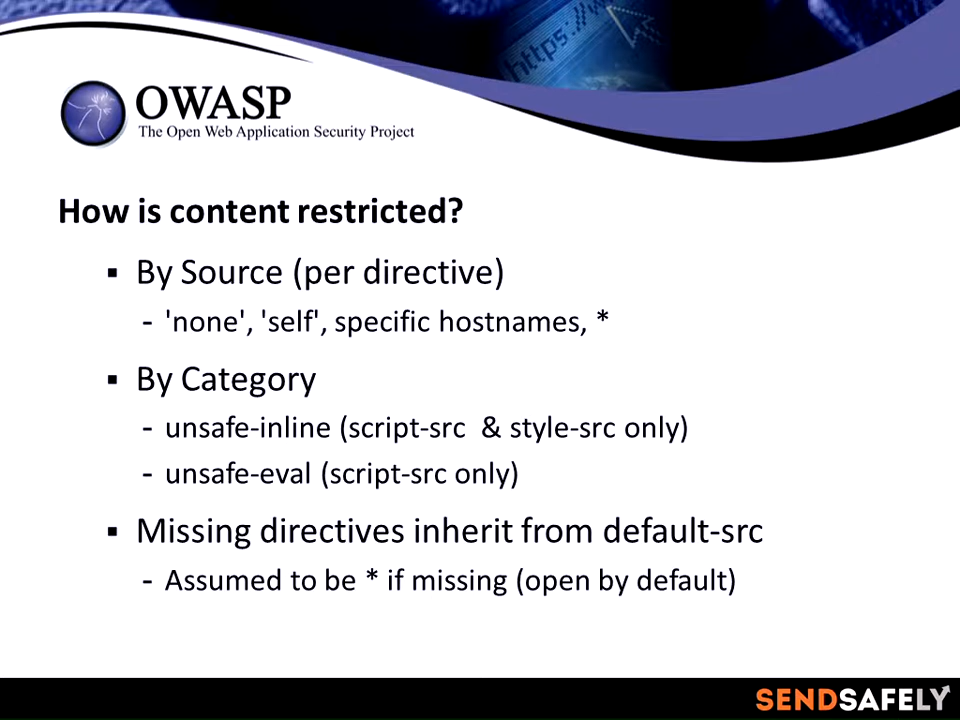 https://w
OWASP
The Open Web Application Security Project
How is content restricted?
▪ By Source (per directive)
- 'none', 'self', specific hostnames, *
▪ By Category
- unsafe-inline (script-src & style-src only)
- unsafe-eval (script-src only)
▪ Missing directives inherit from default-src
- Assumed to be * if missing (open by default)
SENDSAFELY